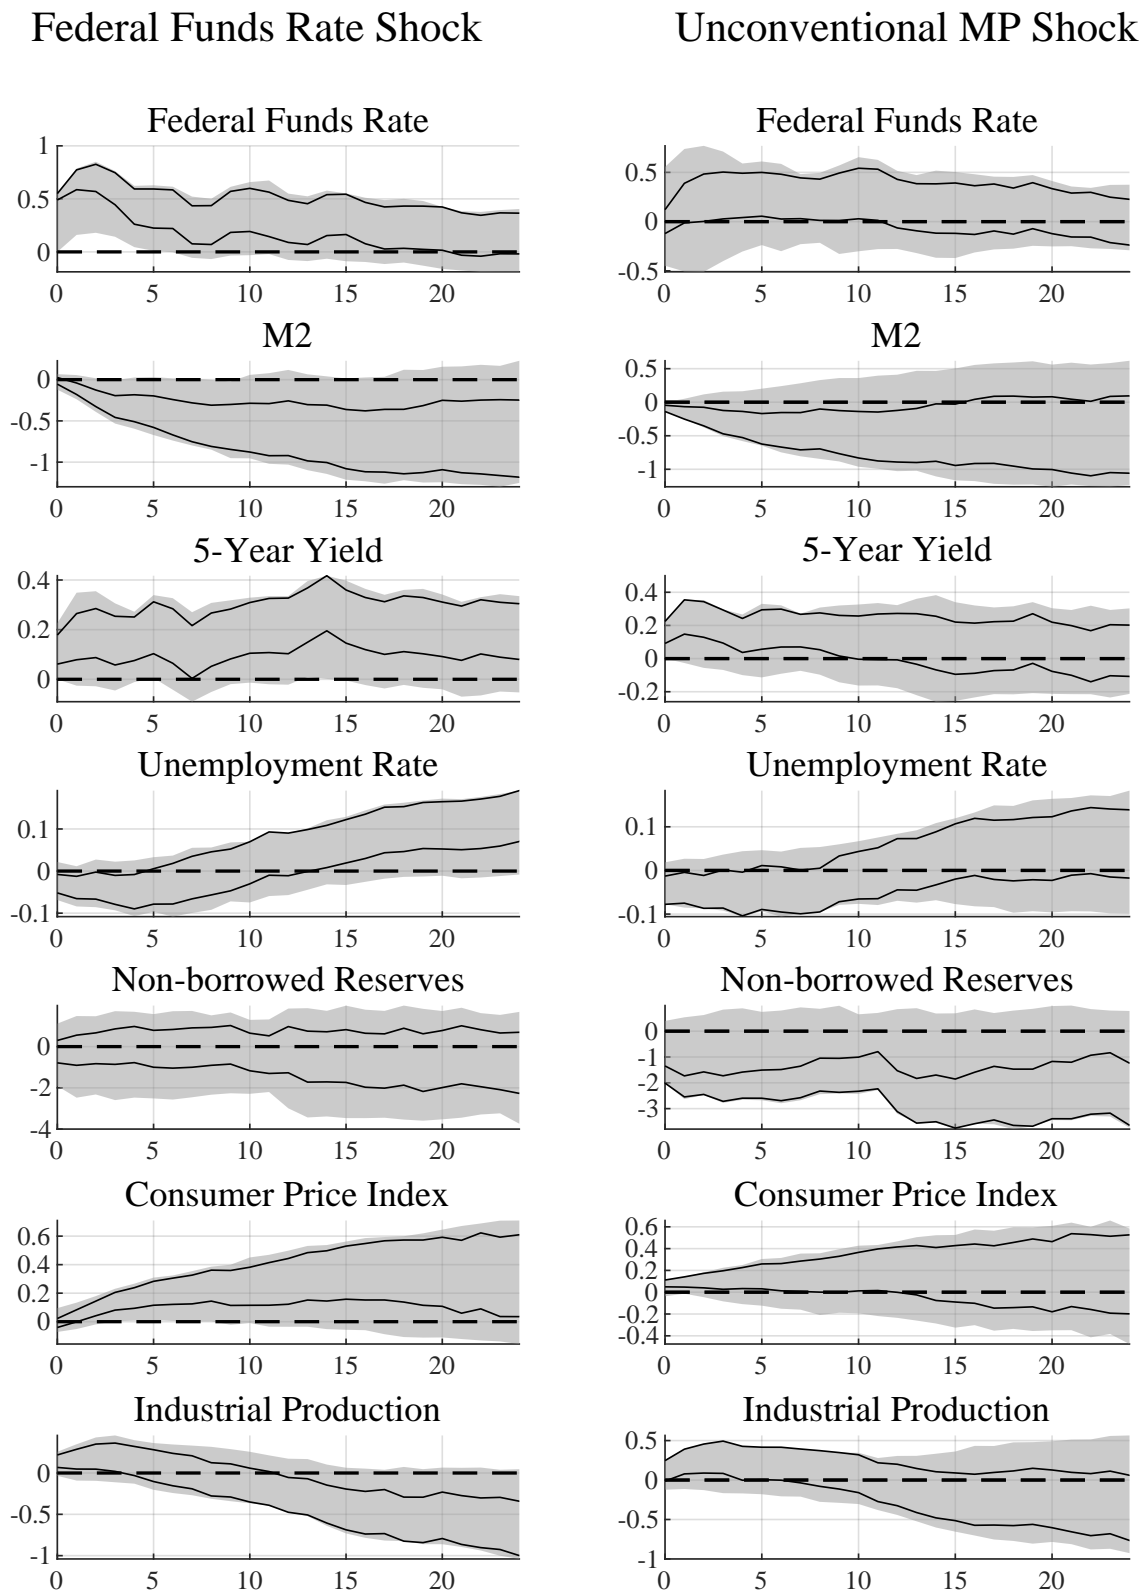 Federal Funds Rate Shock Unconventional MP Shock
Federal Funds Rate Federal Funds Rate
1
0.5
0
0 5 10 15 20
0.5
0
-0.5
0 5 10 15 20
M2 M2
0
-0.5
-1
0 5 10 15 20
0.5
0
-0.5
-1
0 5 10 15 20
5-Year Yield 5-Year Yield
0.4
0.2
0
0 5 10 15 20
0.4
0.2
0
-0.2
0 5 10 15 20
Unemployment Rate Unemployment Rate
0.1
0
-0.1
0 5 10 15 20
0.1
0
-0.1
0 5 10 15 20
Non-borrowed Reserves Non-borrowed Reserves
0
-2
-4
0 5 10 15 20
0
-1
-2
-3
0 5 10 15 20
Consumer Price Index Consumer Price Index
0.6
0.4
0.2
0
0 5 10 15 20
0.6
0.4
0.2
0
-0.2
-0.4
0 5 10 15 20
Industrial Production Industrial Production
0
-0.5
-1
0 5 10 15 20
0.5
0
-0.5
-1
0 5 10 15 20